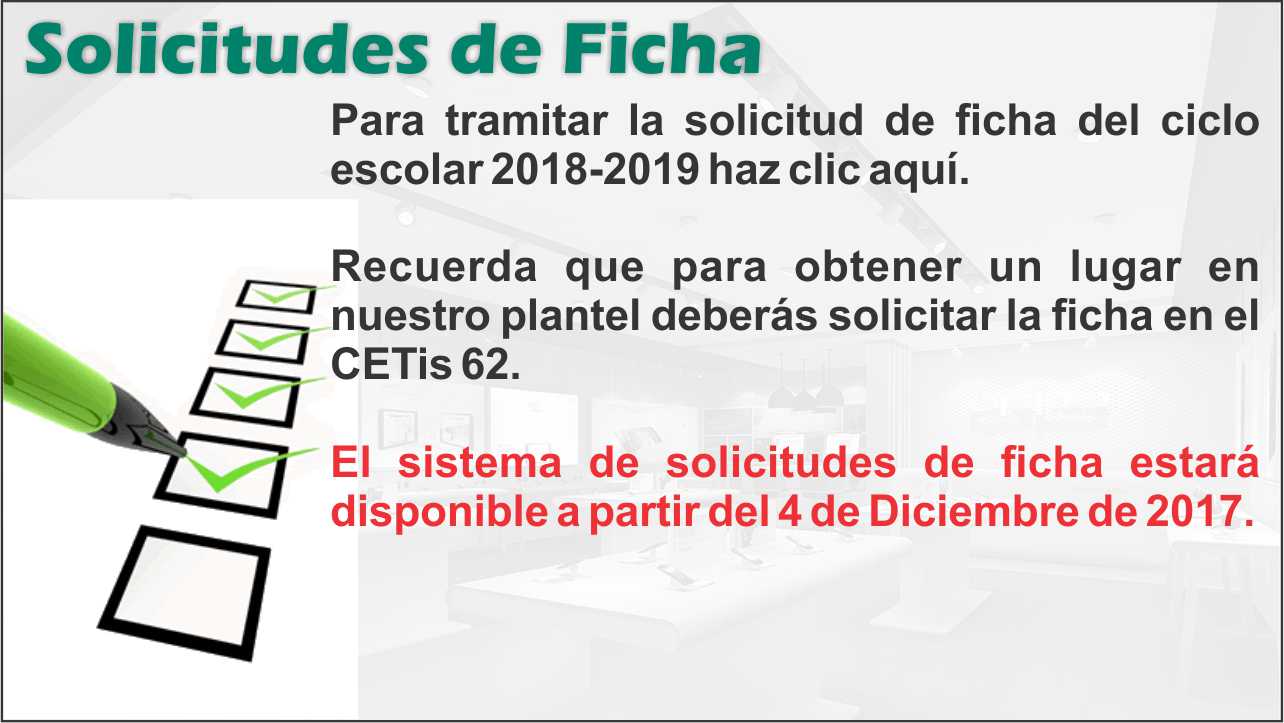 Solicitudes de Ficha
Para tramitar la solicitud de ficha del ciclo
escolar 2018-2019 haz clic aquí.
Recuerda que para obtener un lugar en
nuestro plantel deberás solicitar la ficha en el
CETis 62.
El sistema de solicitudes de ficha estará
disponible a partir del 4 de Diciembre de 2017.